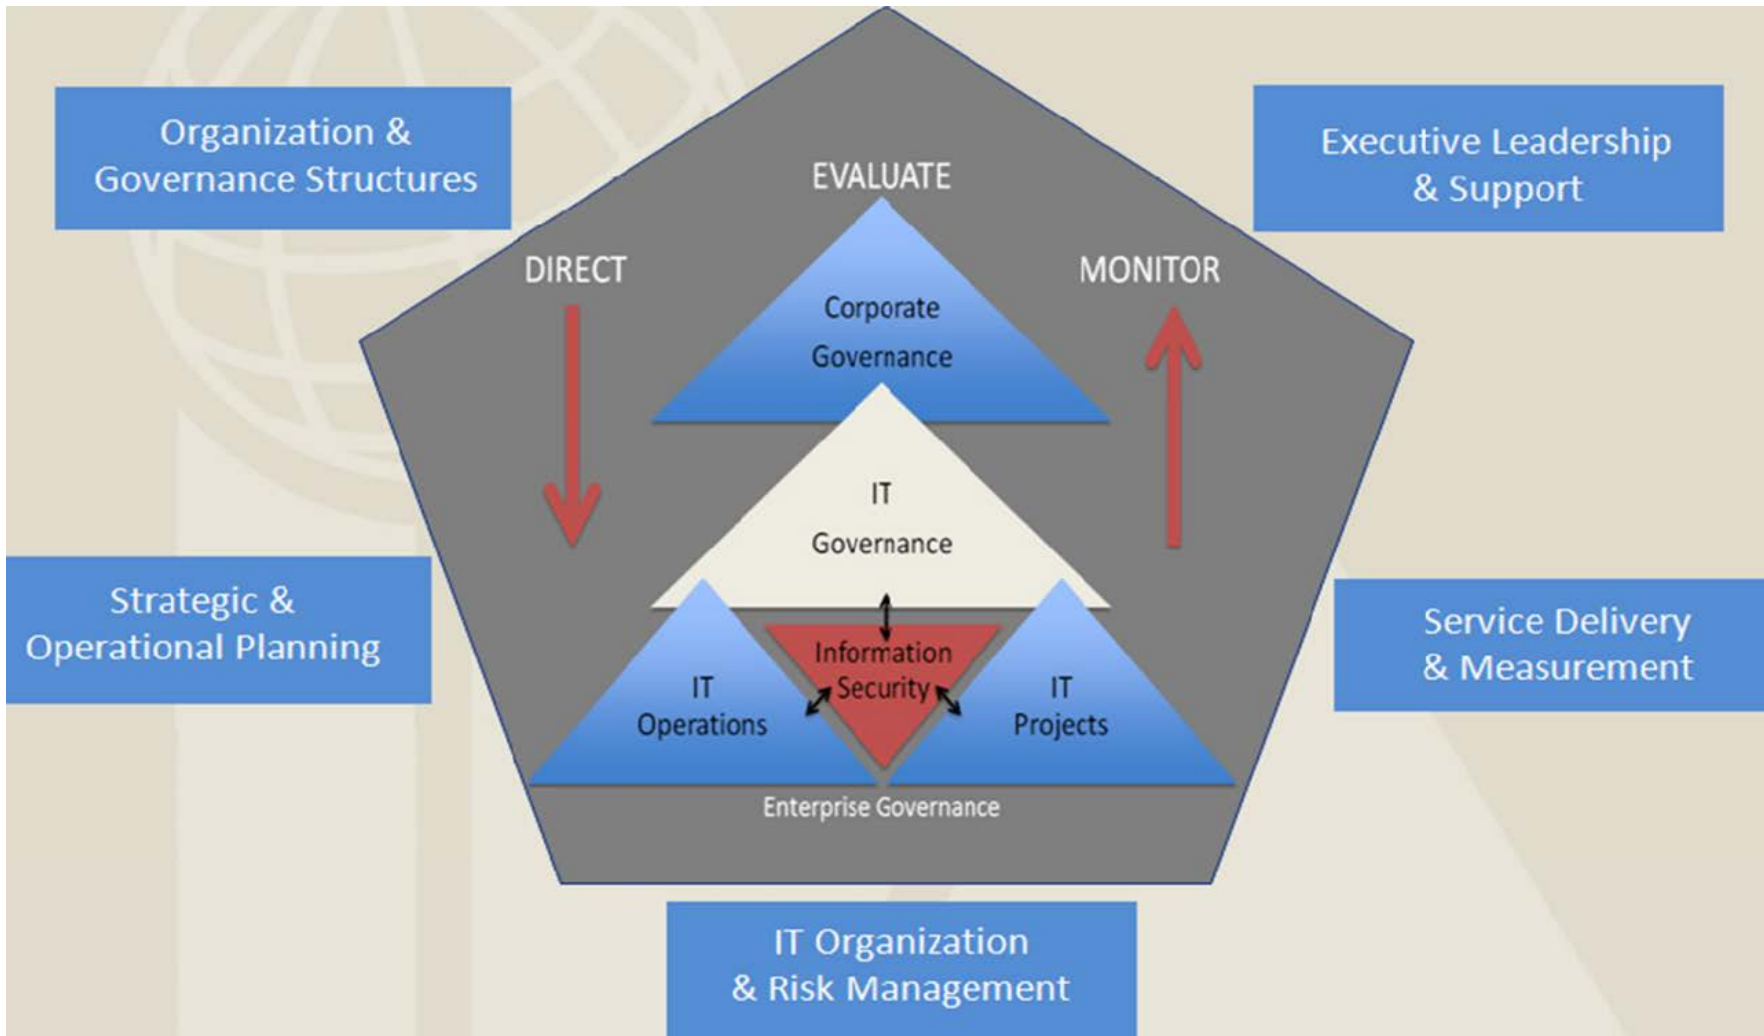 Organization &
Governance Structures
Executive Leadership
& Support
EVALUATE
DIRECT
MONITOR
Corporate
Governance
IT
Governance
Strategic &
Operational Planning
Service Delivery
& Measurement
Information
Security
IT
Operations
IT
Projects
Enterprise Governance
IT Organization
& Risk Management